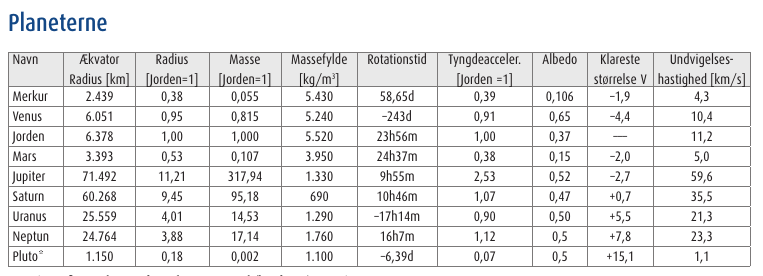 Planeterne
Navn Ækvator Radius Masse Massefylde Rotationstid Tyngdeacceler. Albedo Klareste Undvigelses-
Radius [km] [Jorden=1] [Jorden=1] [kg/m³] [Jorden =1] størrelse V hastighed [km/s]
Merkur 2.439 0,38 0,055 5.430 58,65d 0,39 0,106 −1,9 4,3
Venus 6.051 0,95 0,815 5.240 −243d 0,91 0,65 −4,4 10,4
Jorden 6.378 1,00 1,000 5.520 23h56m 1,00 0,37 — 11,2
Mars 3.393 0,53 0,107 3.950 24h37m 0,38 0,15 −2,0 5,0
Jupiter 71.492 11,21 317,94 1.330 9h55m 2,53 0,52 −2,7 59,6
Saturn 60.268 9,45 95,18 690 10h46m 1,07 0,47 +0,7 35,5
Uranus 25.559 4,01 14,53 1.290 −17h14m 0,90 0,50 +5,5 21,3
Neptun 24.764 3,88 17,14 1.760 16h7m 1,12 0,5 +7,8 23,3
Pluto* 1.150 0,18 0,002 1.100 −6,39d 0,07 0,5 +15,1 1,1